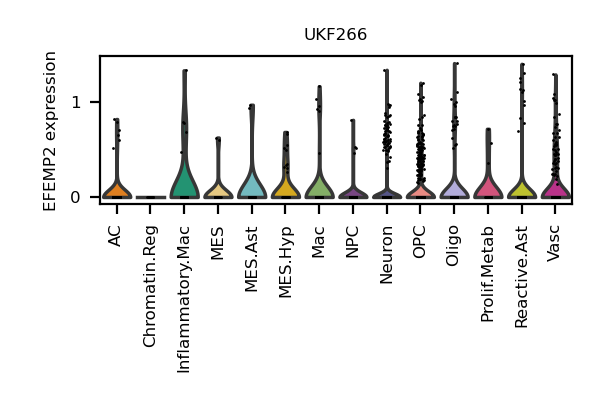 UKF266
EFEMP2 expression
1
0
AC
Chromatin.Reg
Inflammatory.Mac
MES
MES.Ast
MES.Hyp
Mac
NPC
Neuron
OPC
Oligo
Prolif.Metab
Reactive.Ast
Vasc